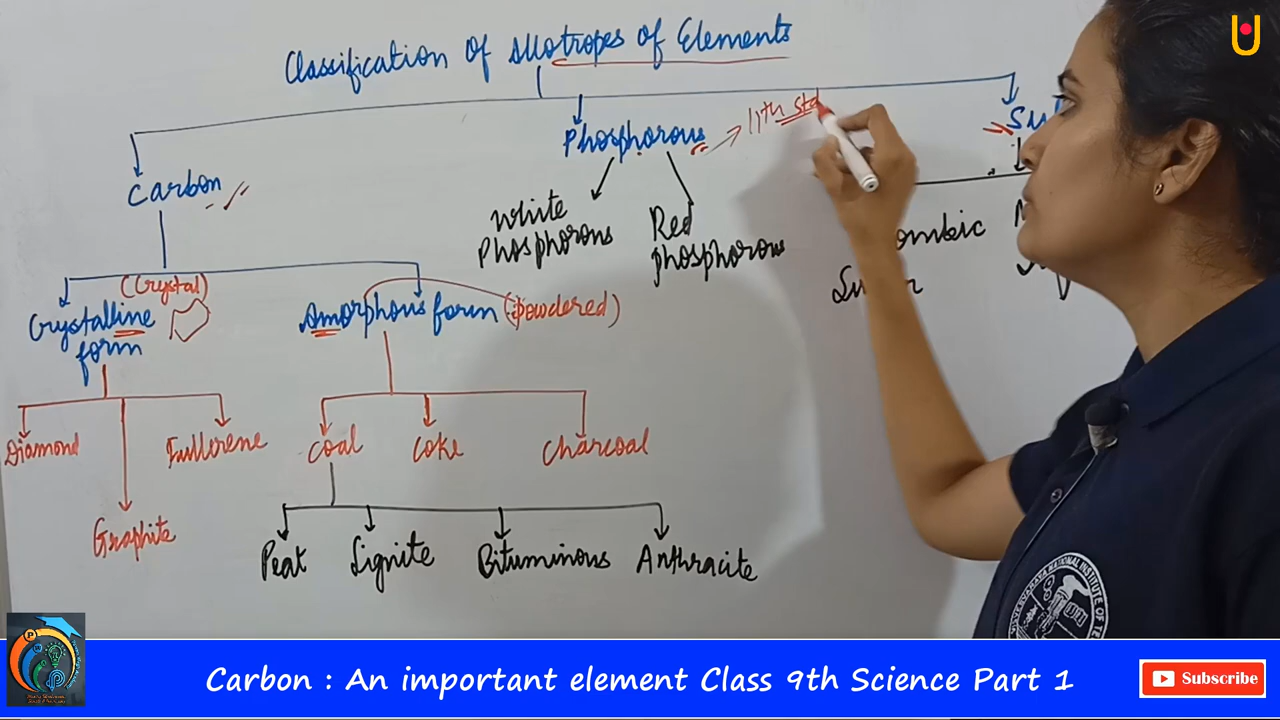 Classification of Allotropes of Elements
Phosphorous
11th Std
Carbon
White
Phosphorous
Red
phosphorous
(Crystal)
Crystalline
form
Amorphous form (powdered)
Diamond
Fullerene
Coal
Coke
Charcoal
Graphite
Peat
Lignite
Bituminous
Anthracite
Carbon : An important element Class 9th Science Part 1
Subscribe